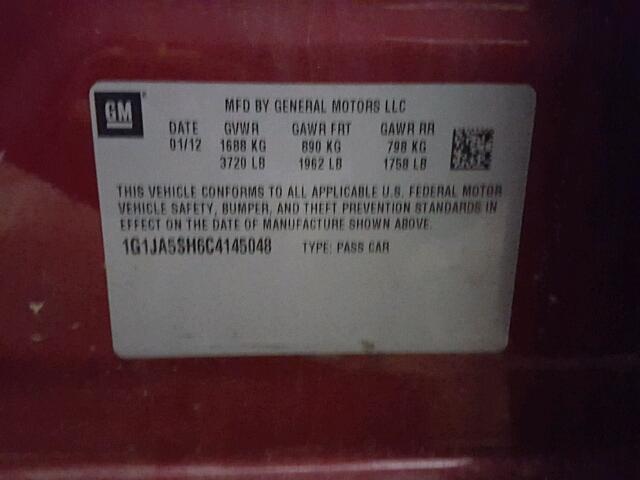 GM
MFD BY GENERAL MOTORS LLC
DATE GVWR GAWR FRT GAWR RR
01/12 1688 KG 890 KG 798 KG
3720 LB 1962 LB 1758 LB
THIS VEHICLE CONFORMS TO ALL APPLICABLE U.S. FEDERAL MOTOR
VEHICLE SAFETY, BUMPER, AND THEFT PREVENTION STANDARDS IN
EFFECT ON THE DATE OF MANUFACTURE SHOWN ABOVE.
1G1JA5SH6C4145048 TYPE: PASS CAR